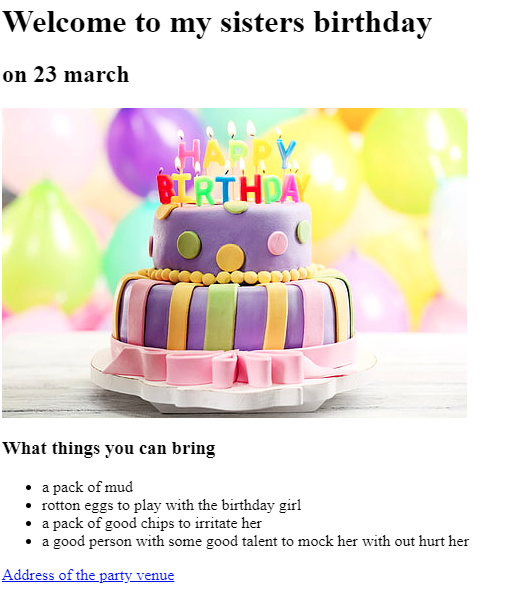 Welcome to my sisters birthday
on 23 march
HAPPY
BIRTHDAY
What things you can bring
a pack of mud
rotton eggs to play with the birthday girl
a pack of good chips to irritate her
a good person with some good talent to mock her with out hurt her
Address of the party venue